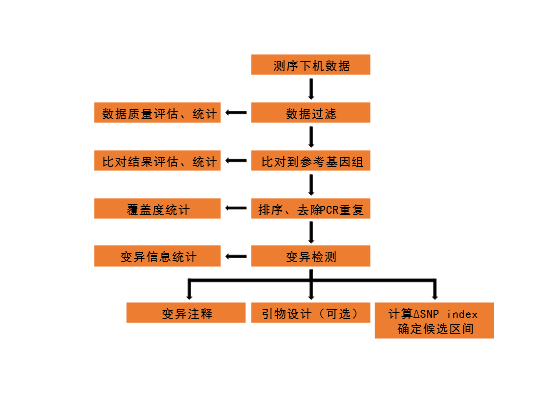 测序下机数据
数据质量评估、统计
数据过滤
比对结果评估、统计
比对到参考基因组
覆盖度统计
排序、去除PCR重复
变异信息统计
变异检测
变异注释
引物设计（可选）
计算ΔSNP index
确定候选区间